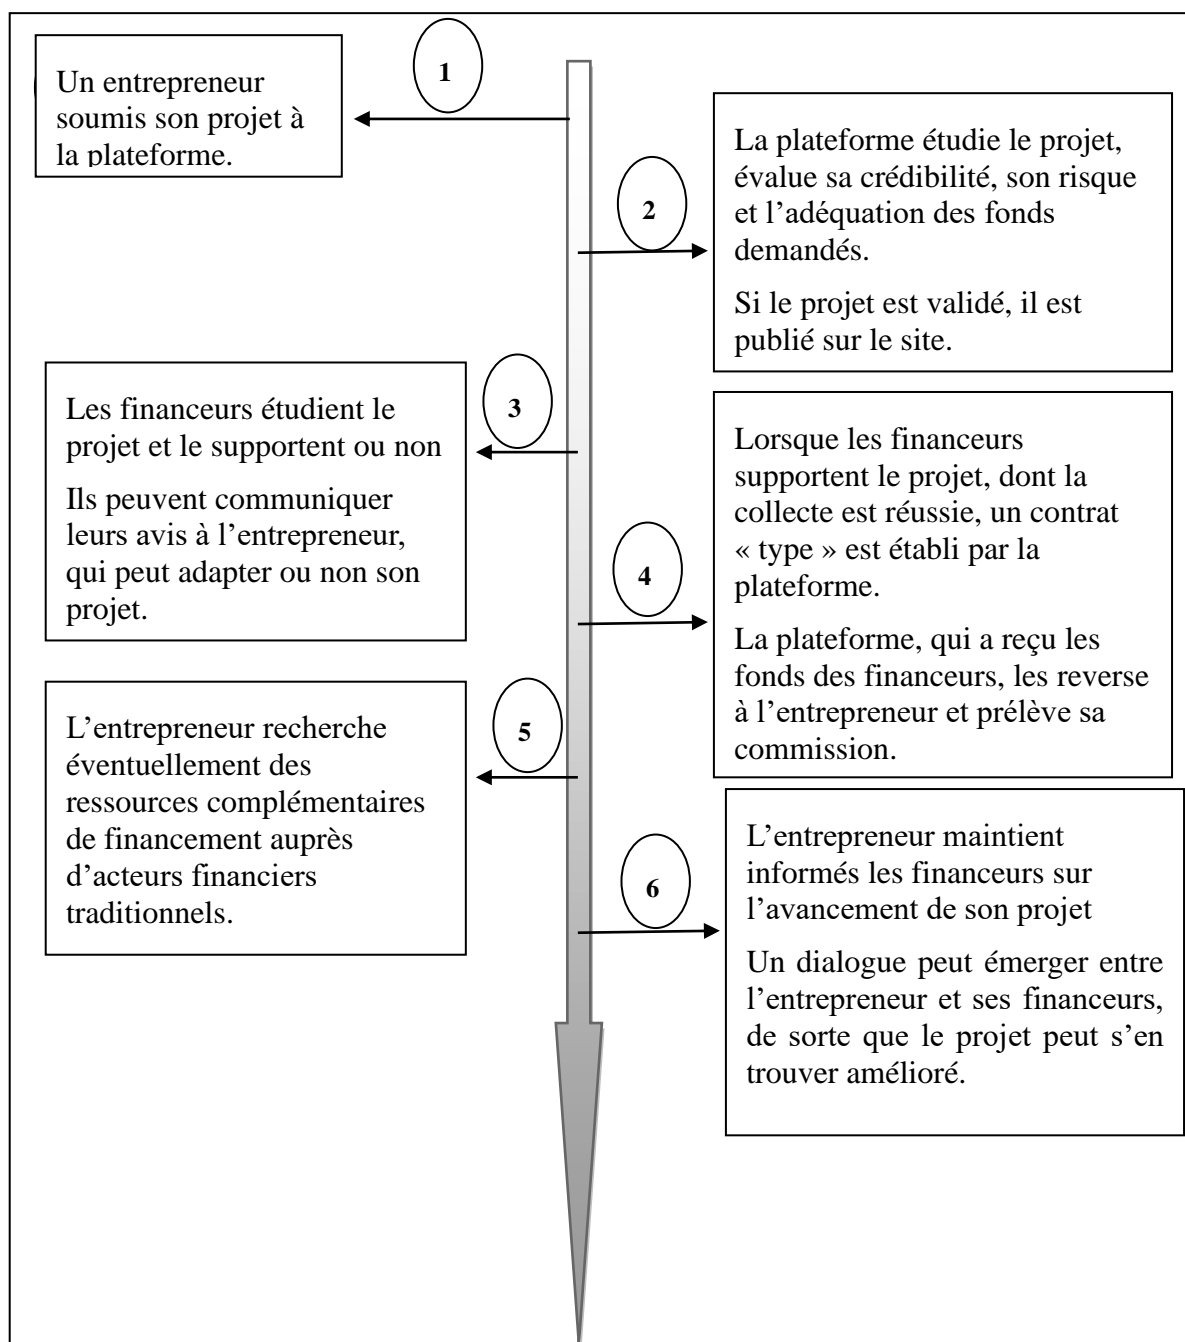 1
Un entrepreneur
soumis son projet à
la plateforme.
2
La plateforme étudie le projet,
évalue sa crédibilité, son risque
et l’adéquation des fonds
demandés.
Si le projet est validé, il est
publié sur le site.
3
Les financeurs étudient le
projet et le supportent ou non
Ils peuvent communiquer
leurs avis à l’entrepreneur,
qui peut adapter ou non son
projet.
4
Lorsque les financeurs
supportent le projet, dont la
collecte est réussie, un contrat
« type » est établi par la
plateforme.
La plateforme, qui a reçu les
fonds des financeurs, les reverse
à l’entrepreneur et prélève sa
commission.
5
L’entrepreneur recherche
éventuellement des
ressources complémentaires
de financement auprès
d’acteurs financiers
traditionnels.
6
L’entrepreneur maintient
informés les financeurs sur
l’avancement de son projet
Un dialogue peut émerger entre
l’entrepreneur et ses financeurs,
de sorte que le projet peut s’en
trouver amélioré.